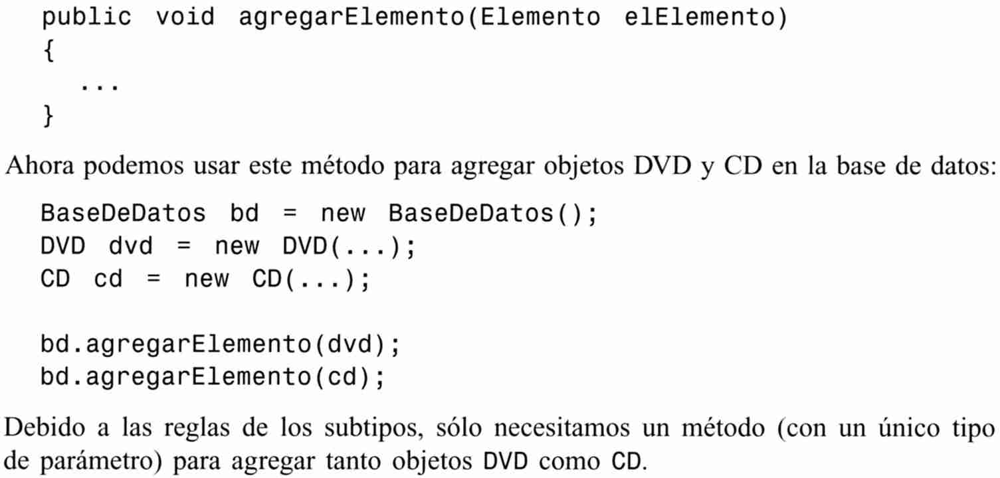 public void agregarElemento(Elemento elElemento)
{
...
}
Ahora podemos usar este método para agregar objetos DVD y CD en la base de datos:
BaseDeDatos bd = new BaseDeDatos();
DVD dvd = new DVD(...);
CD cd = new CD(...);
bd.agregarElemento(dvd);
bd.agregarElemento(cd);
Debido a las reglas de los subtipos, sólo necesitamos un método (con un único tipo
de parámetro) para agregar tanto objetos DVD como CD.